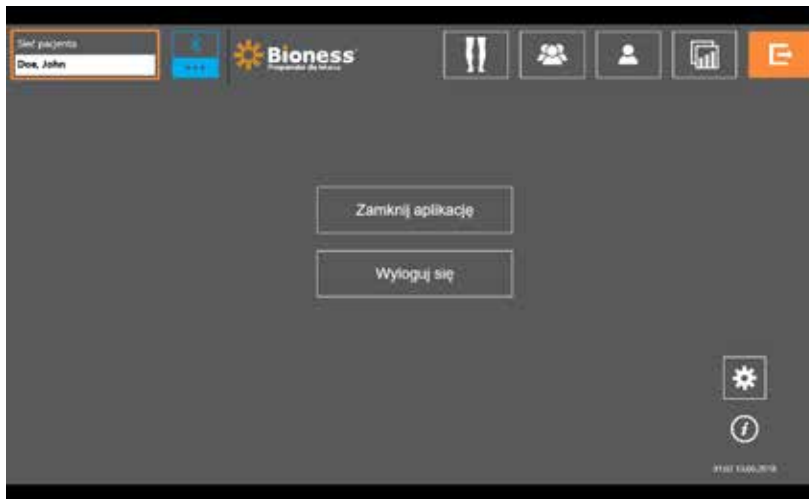 Sieć pacjenta
Doe, John
Bioness
Zamknij aplikację
Wyloguj się